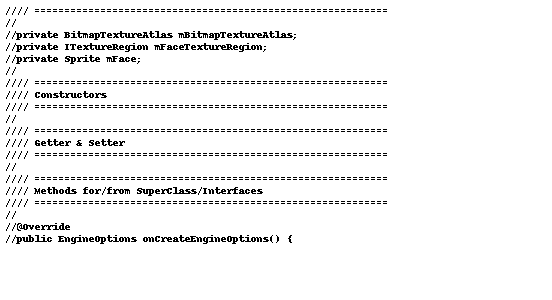 //// ===========================================================
//
//private BitmapTextureAtlas mBitmapTextureAtlas;
//private ITextureRegion mFaceTextureRegion;
//private Sprite mFace;
//
//// ===========================================================
//// Constructors
//// ===========================================================
//
//// ===========================================================
//// Getter & Setter
//// ===========================================================
//
//// ===========================================================
//// Methods for/from SuperClass/Interfaces
//// ===========================================================
//
//@Override
//public EngineOptions onCreateEngineOptions() {